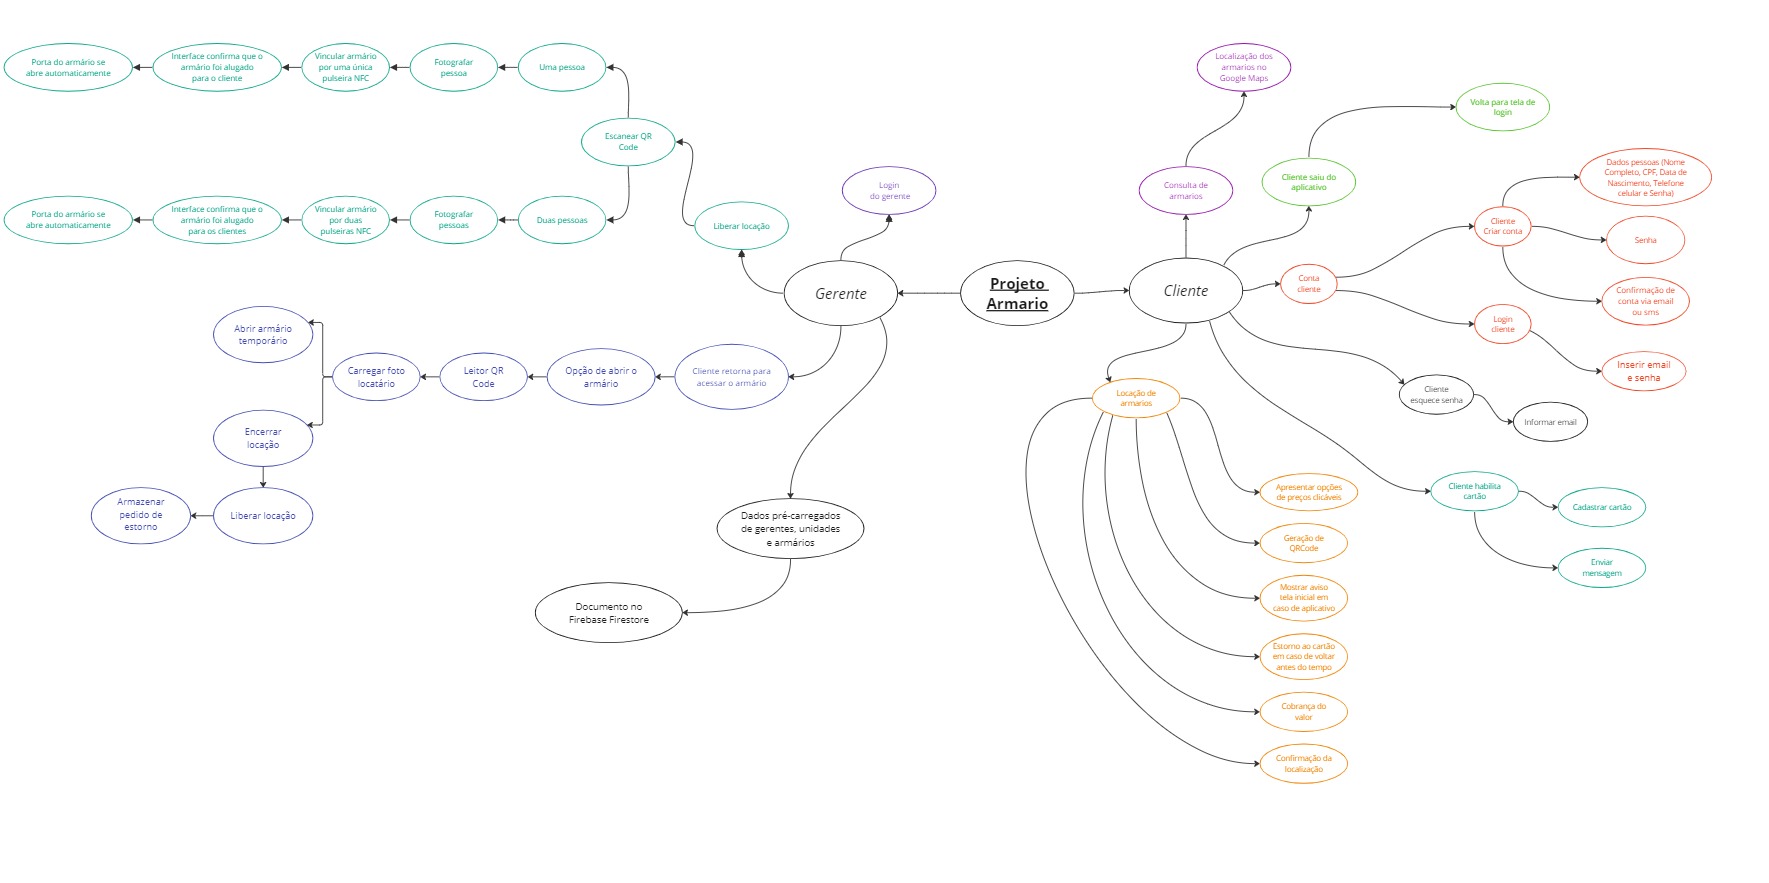 Porta do armário se
abre automaticamente
Interface confirma que o
armário foi alugado
para o cliente
Vincular armário
por uma única
pulseira NFC
Fotografar
pessoa
Uma pessoa
Escanear QR
Code
Porta do armário se
abre automaticamente
Interface confirma que o
armário foi alugado
para os clientes
Vincular armário
por duas
pulseiras NFC
Fotografar
pessoas
Duas pessoas
Liberar locação
Login
do gerente
Gerente
Projeto
Armario
Cliente
Abrir armário
temporário
Carregar foto
locatário
Leitor QR
Code
Opção de abrir o
armário
Cliente retorna para
acessar o armário
Encerrar
locação
Armazenar
pedido de
estorno
Liberar locação
Dados pré-carregados
de gerentes, unidades
e armários
Documento no
Firebase Firestore
Localização dos
armarios no
Google Maps
Consulta de
armarios
Volta para tela de
login
Cliente saiu do
aplicativo
Conta
cliente
Cliente
Criar conta
Dados pessoas (Nome
Completo, CPF, Data de
Nascimento, Telefone
celular e Senha)
Senha
Confirmação de
conta via email
ou sms
Login
cliente
Inserir email
e senha
Cliente
esquece senha
Informar email
Cliente habilita
cartão
Cadastrar cartão
Enviar
mensagem
Locação de
armarios
Apresentar opções
de preços clicáveis
Geração de
QRCode
Mostrar aviso
tela inicial em
caso de aplicativo
Estorno ao cartão
em caso de voltar
antes do tempo
Cobrança do
valor
Confirmação da
localização